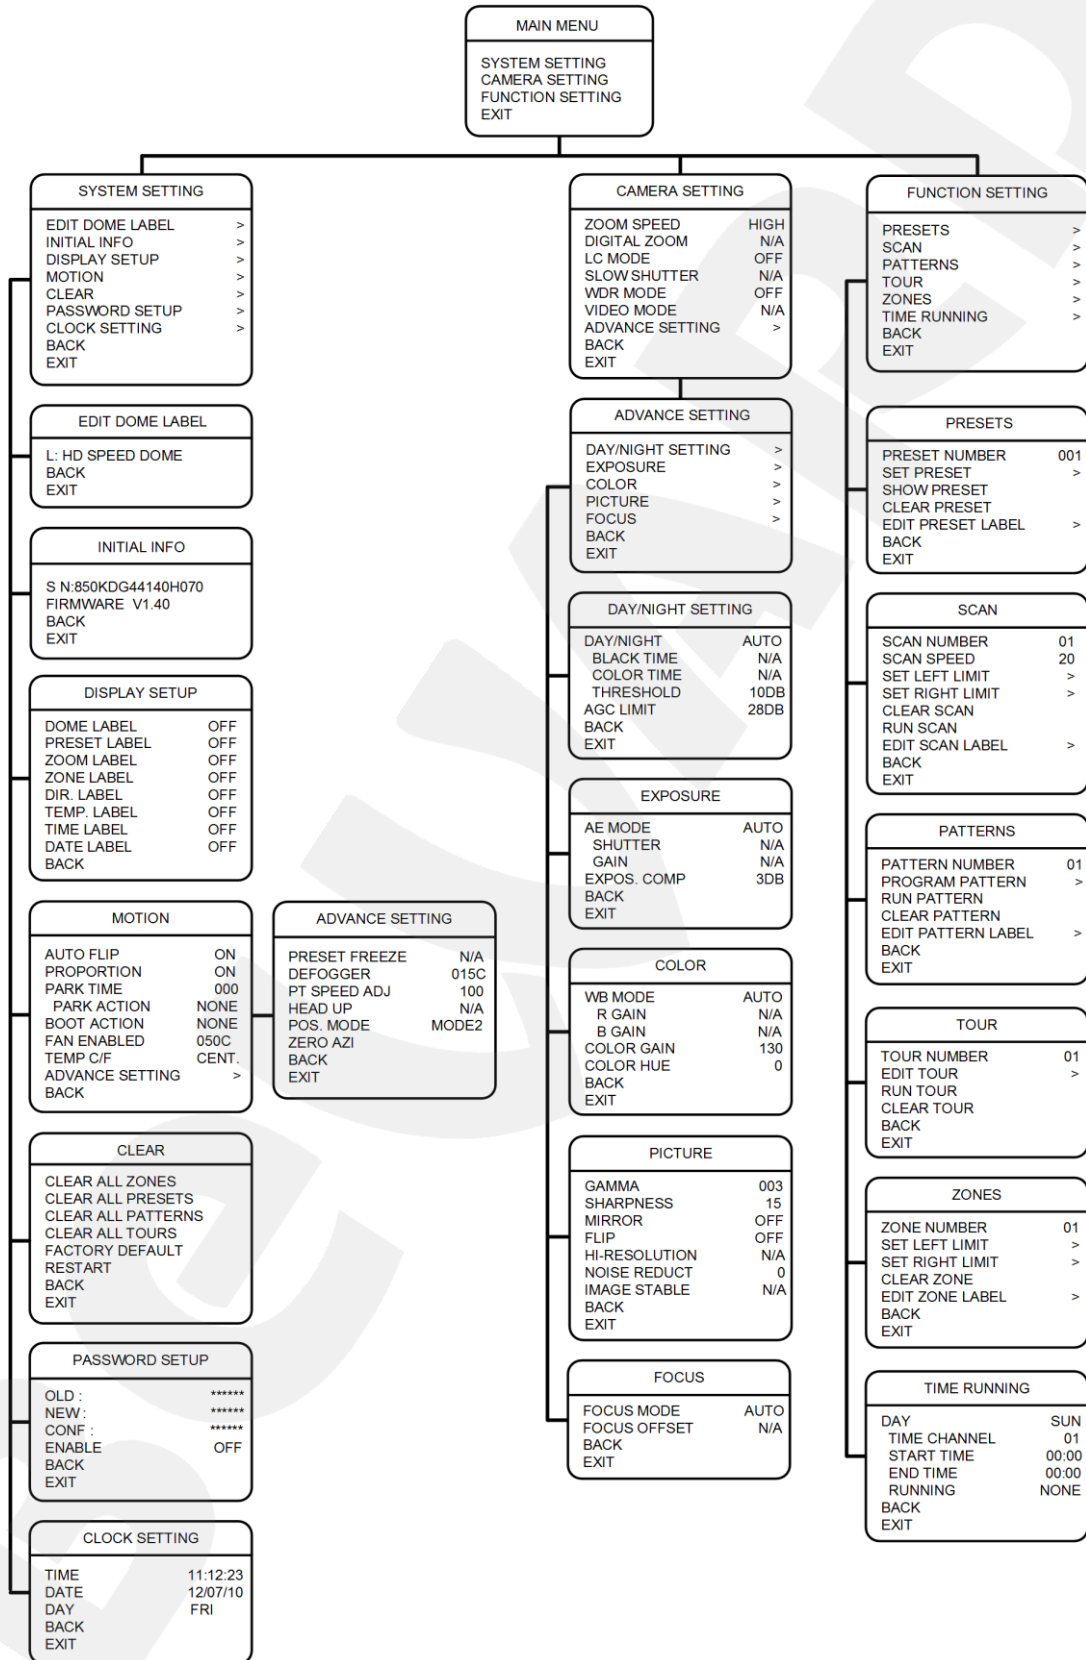 MAIN MENU
SYSTEM SETTING
CAMERA SETTING
FUNCTION SETTING
EXIT
SYSTEM SETTING
EDIT DOME LABEL >
INITIAL INFO >
DISPLAY SETUP >
MOTION >
CLEAR >
PASSWORD SETUP >
CLOCK SETTING >
BACK
EXIT
EDIT DOME LABEL
L: HD SPEED DOME
BACK
EXIT
INITIAL INFO
S N:850KDG44140H070
FIRMWARE V1.40
BACK
EXIT
DISPLAY SETUP
DOME LABEL OFF
PRESET LABEL OFF
ZOOM LABEL OFF
ZONE LABEL OFF
DIR. LABEL OFF
TEMP. LABEL OFF
TIME LABEL OFF
DATE LABEL OFF
BACK
MOTION
AUTO FLIP ON
PROPORTION ON
PARK TIME 000
PARK ACTION NONE
BOOT ACTION NONE
FAN ENABLED 050C
TEMP C/F CENT.
ADVANCE SETTING >
BACK
ADVANCE SETTING
PRESET FREEZE N/A
DEFOGGER 015C
PT SPEED ADJ 100
HEAD UP N/A
POS. MODE MODE2
ZERO AZI
BACK
EXIT
CLEAR
CLEAR ALL ZONES
CLEAR ALL PRESETS
CLEAR ALL PATTERNS
CLEAR ALL TOURS
FACTORY DEFAULT
RESTART
BACK
EXIT
PASSWORD SETUP
OLD : ******
NEW : ******
CONF : ******
ENABLE OFF
BACK
EXIT
CLOCK SETTING
TIME 11:12:23
DATE 12/07/10
DAY FRI
BACK
EXIT
CAMERA SETTING
ZOOM SPEED HIGH
DIGITAL ZOOM N/A
LC MODE OFF
SLOW SHUTTER N/A
WDR MODE OFF
VIDEO MODE N/A
ADVANCE SETTING >
BACK
EXIT
ADVANCE SETTING
DAY/NIGHT SETTING >
EXPOSURE >
COLOR >
PICTURE >
FOCUS >
BACK
EXIT
DAY/NIGHT SETTING
DAY/NIGHT AUTO
BLACK TIME N/A
COLOR TIME N/A
THRESHOLD 10DB
AGC LIMIT 28DB
BACK
EXIT
EXPOSURE
AE MODE AUTO
SHUTTER N/A
GAIN N/A
EXPOS. COMP 3DB
BACK
EXIT
COLOR
WB MODE AUTO
R GAIN N/A
B GAIN N/A
COLOR GAIN 130
COLOR HUE 0
BACK
EXIT
PICTURE
GAMMA 003
SHARPNESS 15
MIRROR OFF
FLIP OFF
HI-RESOLUTION N/A
NOISE REDUCT 0
IMAGE STABLE N/A
BACK
EXIT
FOCUS
FOCUS MODE AUTO
FOCUS OFFSET N/A
BACK
EXIT
FUNCTION SETTING
PRESETS >
SCAN >
PATTERNS >
TOUR >
ZONES >
TIME RUNNING >
BACK
EXIT
PRESETS
PRESET NUMBER 001
SET PRESET >
SHOW PRESET
CLEAR PRESET
EDIT PRESET LABEL >
BACK
EXIT
SCAN
SCAN NUMBER 01
SCAN SPEED 20
SET LEFT LIMIT >
SET RIGHT LIMIT >
CLEAR SCAN
RUN SCAN
EDIT SCAN LABEL >
BACK
EXIT
PATTERNS
PATTERN NUMBER 01
PROGRAM PATTERN >
RUN PATTERN
CLEAR PATTERN
EDIT PATTERN LABEL >
BACK
EXIT
TOUR
TOUR NUMBER 01
EDIT TOUR >
RUN TOUR
CLEAR TOUR
BACK
EXIT
ZONES
ZONE NUMBER 01
SET LEFT LIMIT >
SET RIGHT LIMIT >
CLEAR ZONE
EDIT ZONE LABEL >
BACK
EXIT
TIME RUNNING
DAY SUN
TIME CHANNEL 01
START TIME 00:00
END TIME 00:00
RUNNING NONE
BACK
EXIT